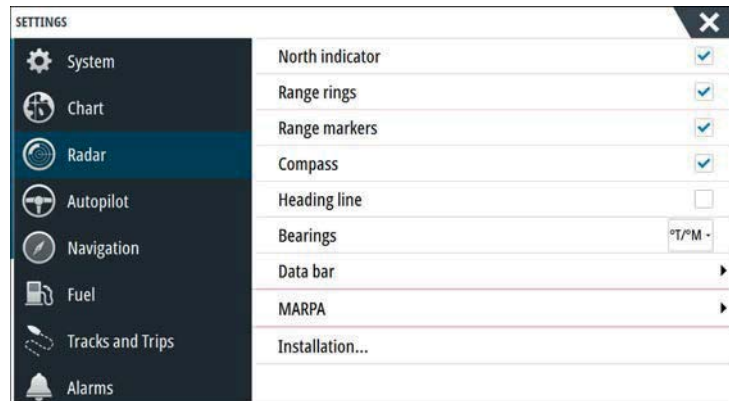 SETTINGS
System
Chart
Radar
Autopilot
Navigation
Fuel
Tracks and Trips
Alarms
North indicator
Range rings
Range markers
Compass
Heading line
Bearings °T/°M
Data bar
MARPA
Installation...